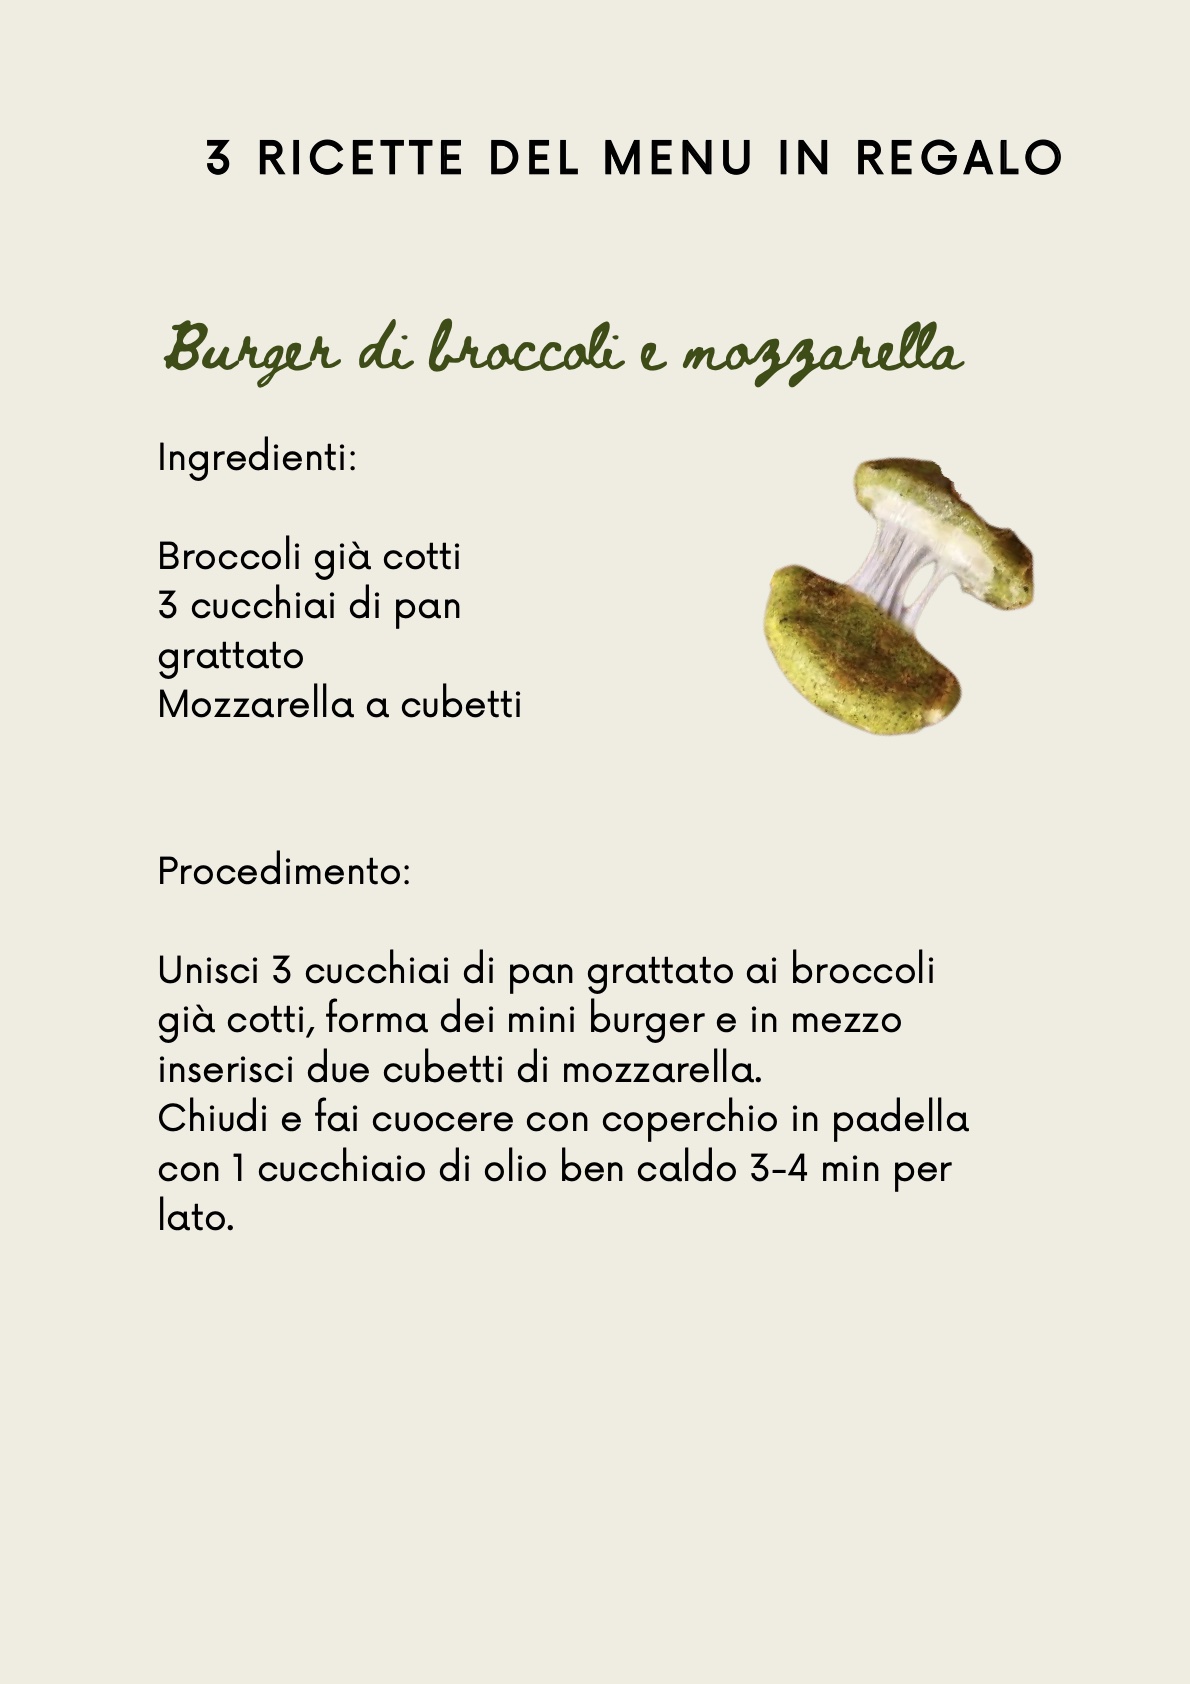 3 RICETTE DEL MENU IN REGALO
Burger di broccoli e mozzarella
Ingredienti:
Broccoli già cotti
3 cucchiai di pan
grattato
Mozzarella a cubetti
Procedimento:
Unisci 3 cucchiai di pan grattato ai broccoli
già cotti, forma dei mini burger e in mezzo
inserisci due cubetti di mozzarella.
Chiudi e fai cuocere con coperchio in padella
con 1 cucchiaio di olio ben caldo 3-4 min per
lato.